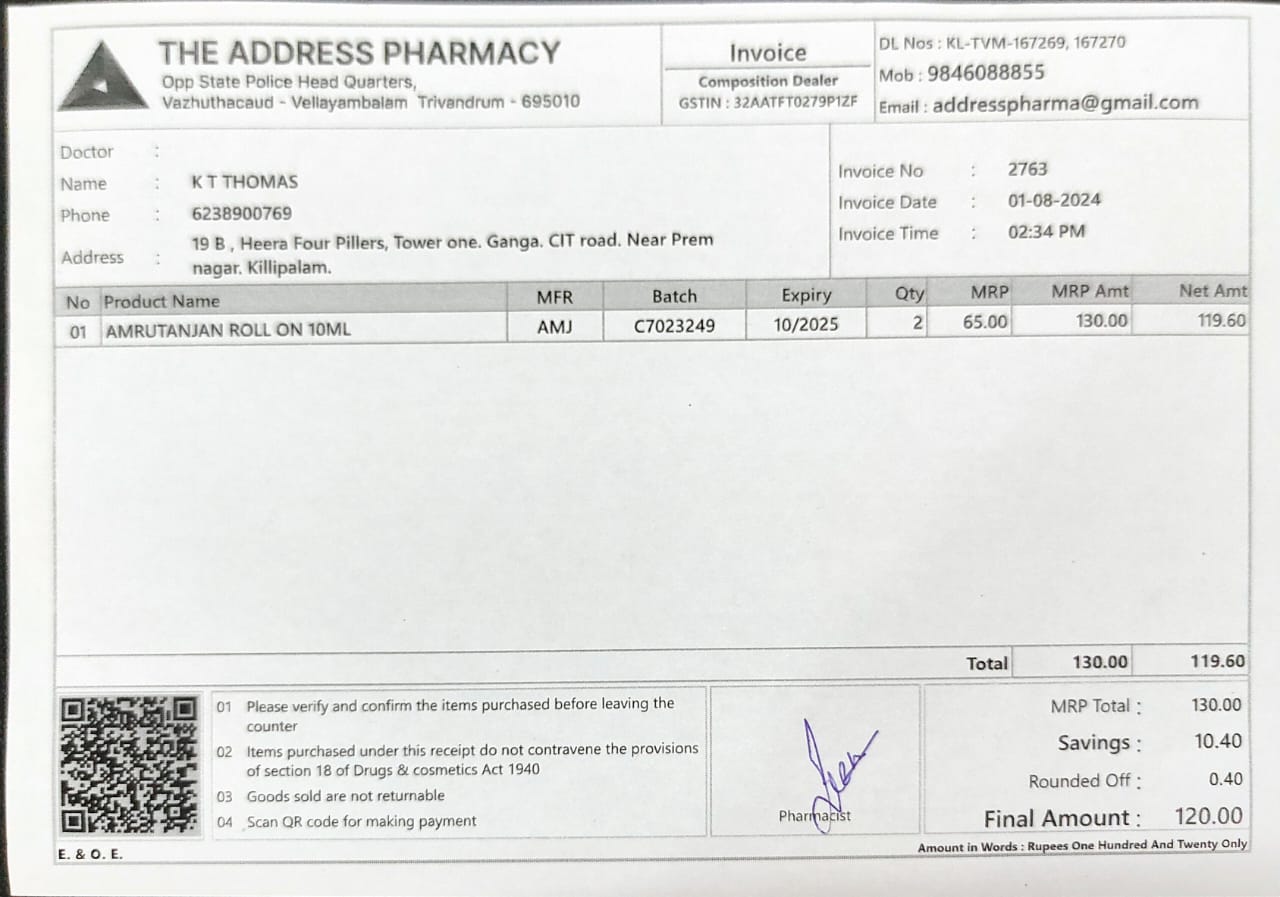 THE ADDRESS PHARMACY
Opp State Police Head Quarters,
Vazhuthacaud - Vellayambalam Trivandrum - 695010
Invoice
Composition Dealer
GSTIN : 32AATFT0279P1ZF
DL Nos : KL-TVM-167269, 167270
Mob : 9846088855
Email : addresspharma@gmail.com
Doctor :
Name : K T THOMAS
Phone : 6238900769
Address : 19 B , Heera Four Pillers, Tower one. Ganga. CIT road. Near Prem
nagar. Killipalam.
Invoice No : 2763
Invoice Date : 01-08-2024
Invoice Time : 02:34 PM
No Product Name MFR Batch Expiry Qty MRP MRP Amt Net Amt
01 AMRUTANJAN ROLL ON 10ML AMJ C7023249 10/2025 2 65.00 130.00 119.60
Total 130.00 119.60
01 Please verify and confirm the items purchased before leaving the
counter
02 Items purchased under this receipt do not contravene the provisions
of section 18 of Drugs & cosmetics Act 1940
03 Goods sold are not returnable
04 Scan QR code for making payment
Pharmacist
MRP Total : 130.00
Savings : 10.40
Rounded Off : 0.40
Final Amount : 120.00
E. & O. E.
Amount in Words : Rupees One Hundred And Twenty Only